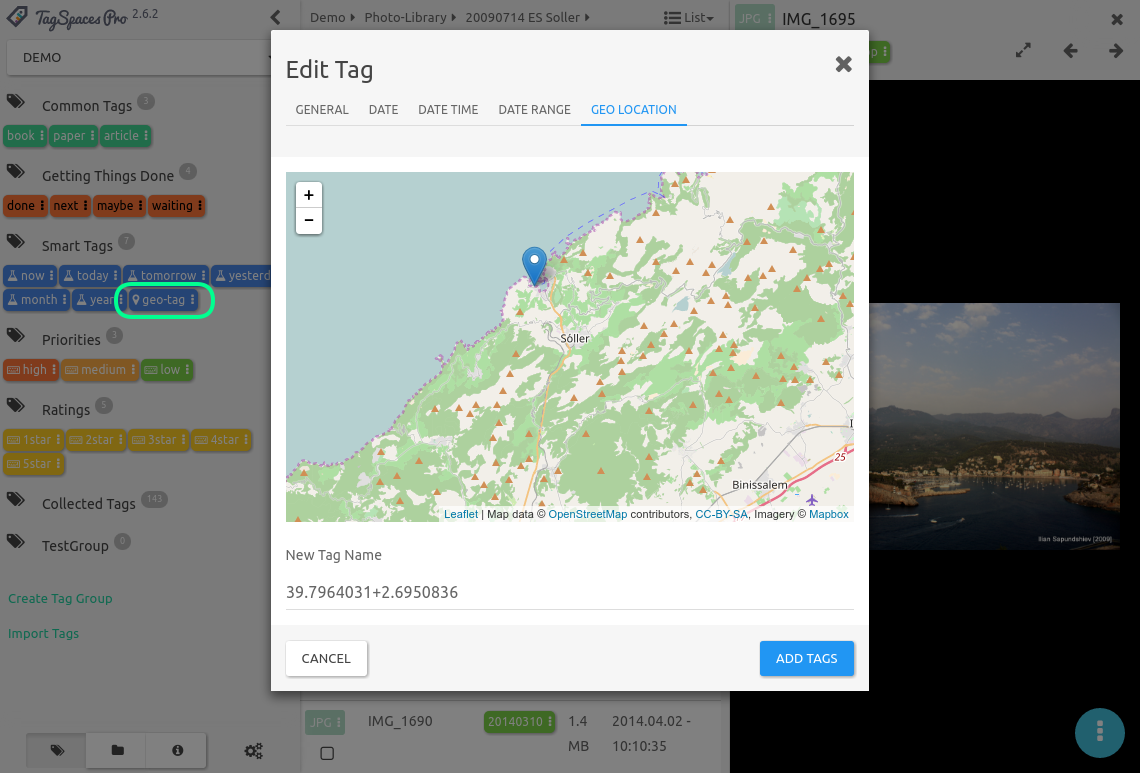 TagSpaces Pro 2.6.2
Demo Photo-Library 20090714 ES Soller
List
JPG IMG_1695
DEMO
Common Tags 3
book paper article
Getting Things Done 4
done next maybe waiting
Smart Tags 7
now today tomorrow yesterd
month year geo-tag
Priorities 3
high medium low
Ratings 5
1star 2star 3star 4star
5star
Collected Tags 143
TestGroup 0
Create Tag Group
Import Tags
Edit Tag
GENERAL DATE DATE TIME DATE RANGE GEO LOCATION
+
−
Sóller
25
Binissalem
Leaflet | Map data © OpenStreetMap contributors, CC-BY-SA, Imagery © Mapbox
New Tag Name
39.7964031+2.6950836
CANCEL ADD TAGS
JPG IMG_1690 20140310 1.4 MB 2014.04.02 - 10:10:35
Ilian Sapundshiev [2009]